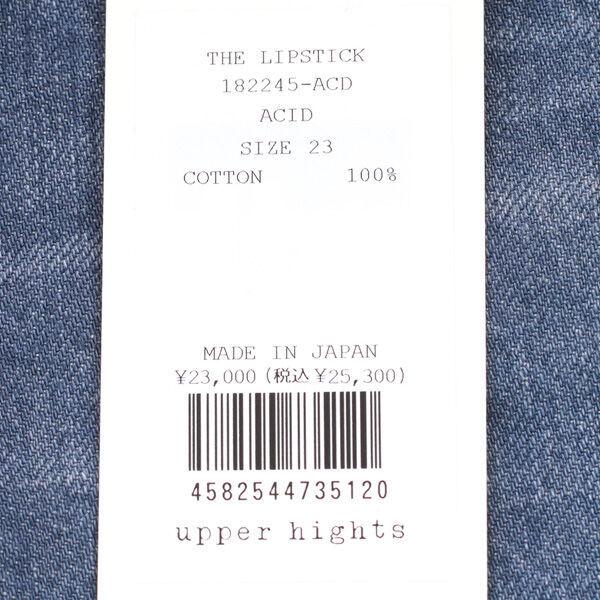 THE LIPSTICK
182245-ACD
ACID
SIZE 23
COTTON 100%
MADE IN JAPAN
¥23,000(税込¥25,300)
4582544735120
upper hights